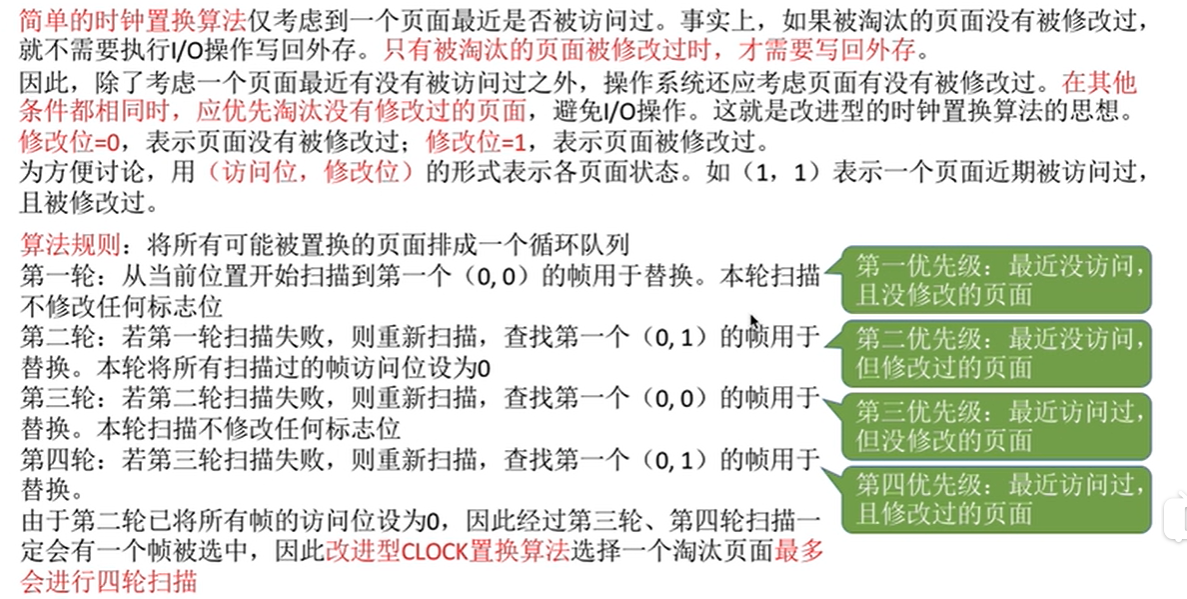 简单的时钟置换算法仅考虑到一个页面最近是否被访问过。事实上，如果被淘汰的页面没有被修改过，
就不需要执行I/O操作写回外存。只有被淘汰的页面被修改过时，才需要写回外存。
因此，除了考虑一个页面最近有没有被访问过之外，操作系统还应考虑页面有没有被修改过。在其他
条件都相同时，应优先淘汰没有修改过的页面，避免I/O操作。这就是改进型的时钟置换算法的思想。
修改位=0，表示页面没有被修改过；修改位=1，表示页面被修改过。
为方便讨论，用（访问位，修改位）的形式表示各页面状态。如（1，1）表示一个页面近期被访问过，
且被修改过。
算法规则：将所有可能被置换的页面排成一个循环队列
第一轮：从当前位置开始扫描到第一个（0, 0）的帧用于替换。本轮扫描
不修改任何标志位
第二轮：若第一轮扫描失败，则重新扫描，查找第一个（0, 1）的帧用于
替换。本轮将所有扫描过的帧访问位设为0
第三轮：若第二轮扫描失败，则重新扫描，查找第一个（0, 0）的帧用于
替换。本轮扫描不修改任何标志位
第四轮：若第三轮扫描失败，则重新扫描，查找第一个（0, 1）的帧用于
替换。
由于第二轮已将所有帧的访问位设为0，因此经过第三轮、第四轮扫描一
定会有一个帧被选中，因此改进型CLOCK置换算法选择一个淘汰页面最多
会进行四轮扫描
第一优先级：最近没访问，
且没修改的页面
第二优先级：最近没访问，
但修改过的页面
第三优先级：最近访问过，
但没修改的页面
第四优先级：最近访问过，
且修改过的页面